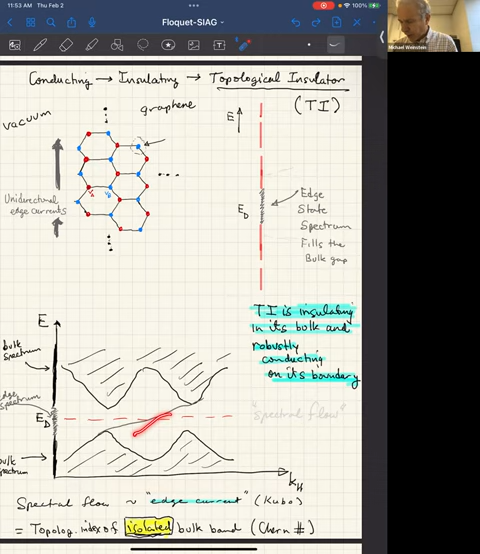 11:53 AM Thu Feb 2
100%
Floquet-SIAG
Michael Weinstein
Conducting → Insulating → Topological Insulator
(TI)
vacuum
graphene
E
Unidirectional
edge currents
V_A V_B
E_D
Edge
State
Spectrum
Fills the
Bulk gap
TI is insulating
in its bulk and
robustly
conducting
on its boundary
E
bulk
spectrum
edge spectrum
E_D
bulk
spectrum
"spectral flow"
k_∥
Spectral flow ~ "edge current" (Kubo)
= Topolog. index of isolated bulk band (Chern #)